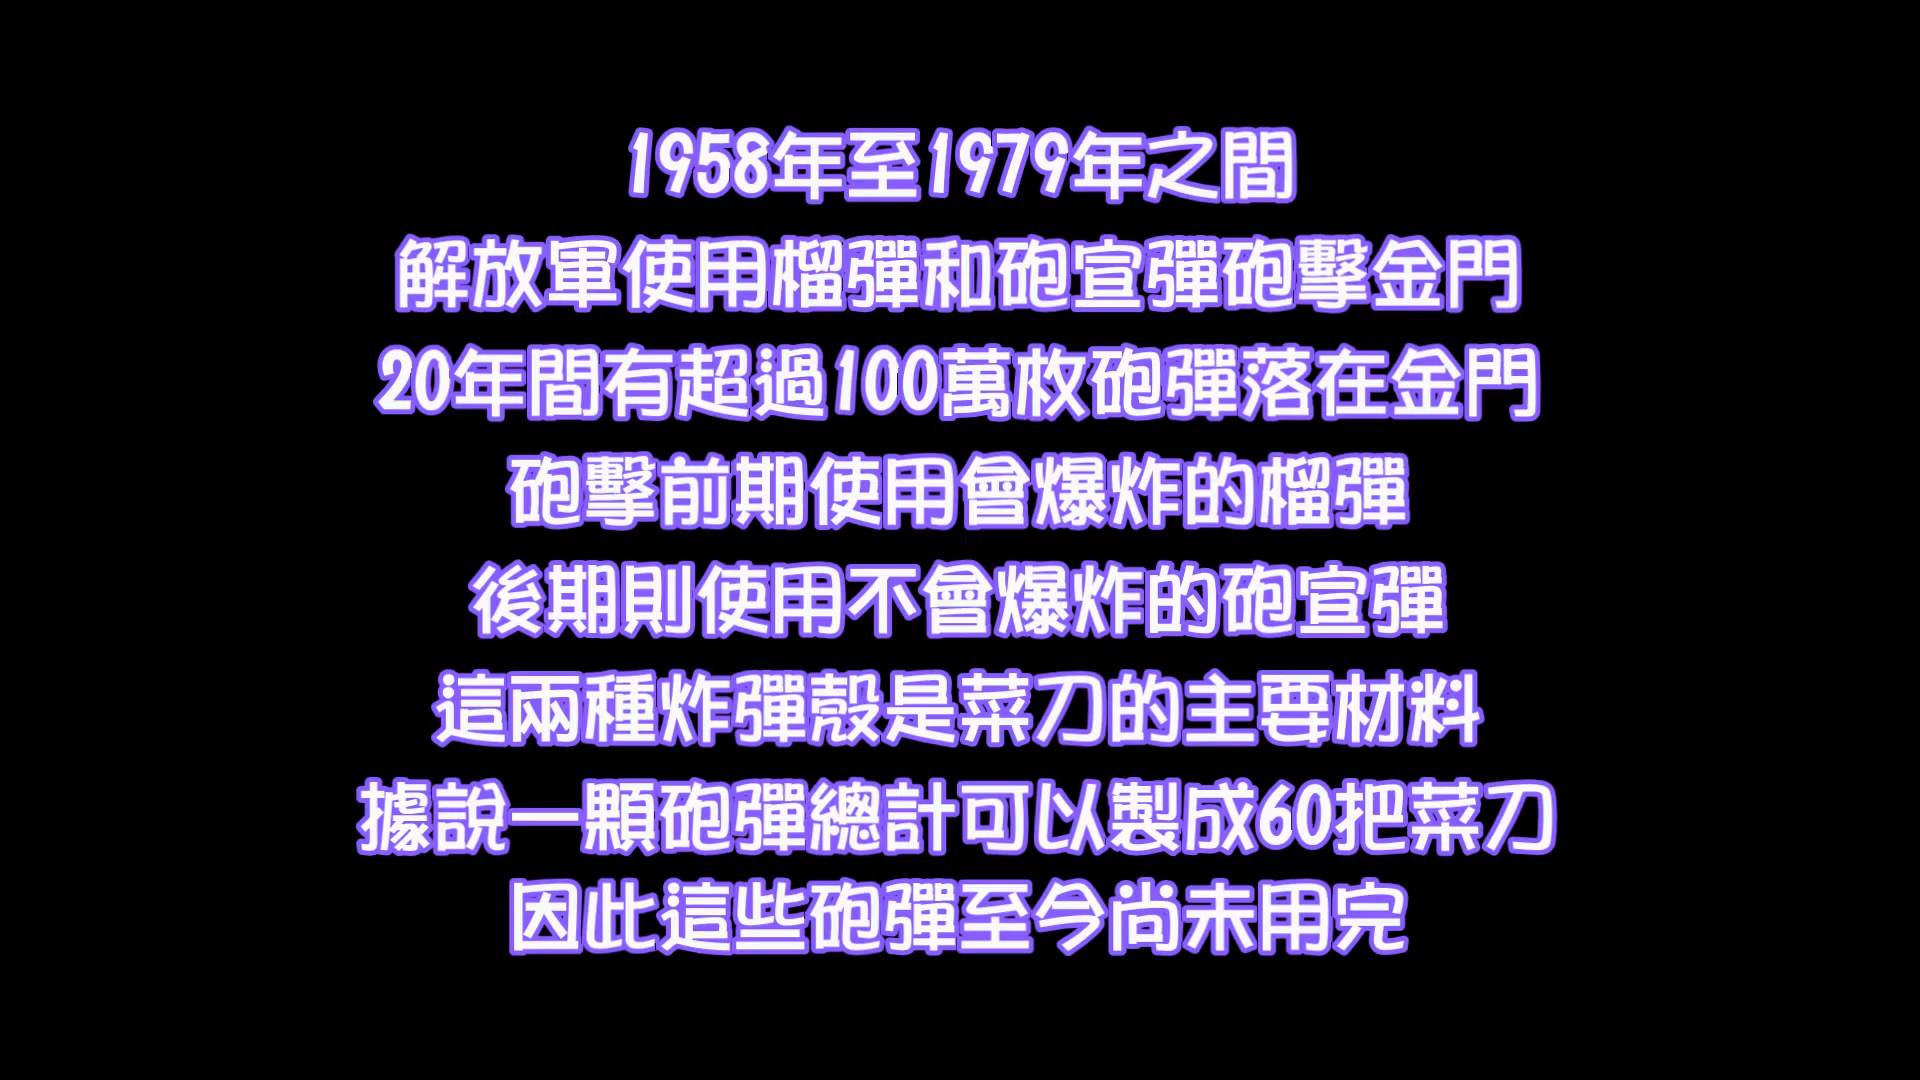 1958年至1979年之間
解放軍使用榴彈和砲宣彈砲擊金門
20年間有超過100萬枚砲彈落在金門
砲擊前期使用會爆炸的榴彈
後期則使用不會爆炸的砲宣彈
這兩種炸彈殼是菜刀的主要材料
據說一顆砲彈總計可以製成60把菜刀
因此這些砲彈至今尚未用完